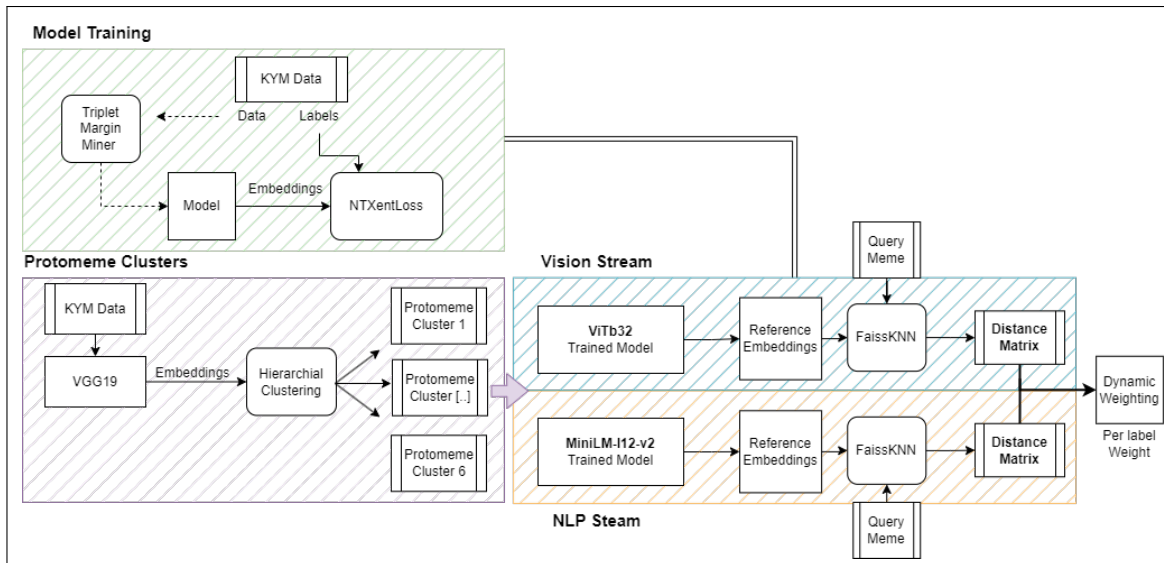 Model Training
KYM Data
Data
Labels
Triplet
Margin
Miner
Model
Embeddings
NTXentLoss
Protomeme Clusters
KYM Data
VGG19
Embeddings
Hierarchial
Clustering
Protomeme
Cluster 1
Protomeme
Cluster [..]
Protomeme
Cluster 6
Vision Stream
Query
Meme
ViTb32
Trained Model
Reference
Embeddings
FaissKNN
Distance
Matrix
MiniLM-l12-v2
Trained Model
Reference
Embeddings
FaissKNN
Distance
Matrix
NLP Steam
Query
Meme
Dynamic
Weighting
Per label
Weight